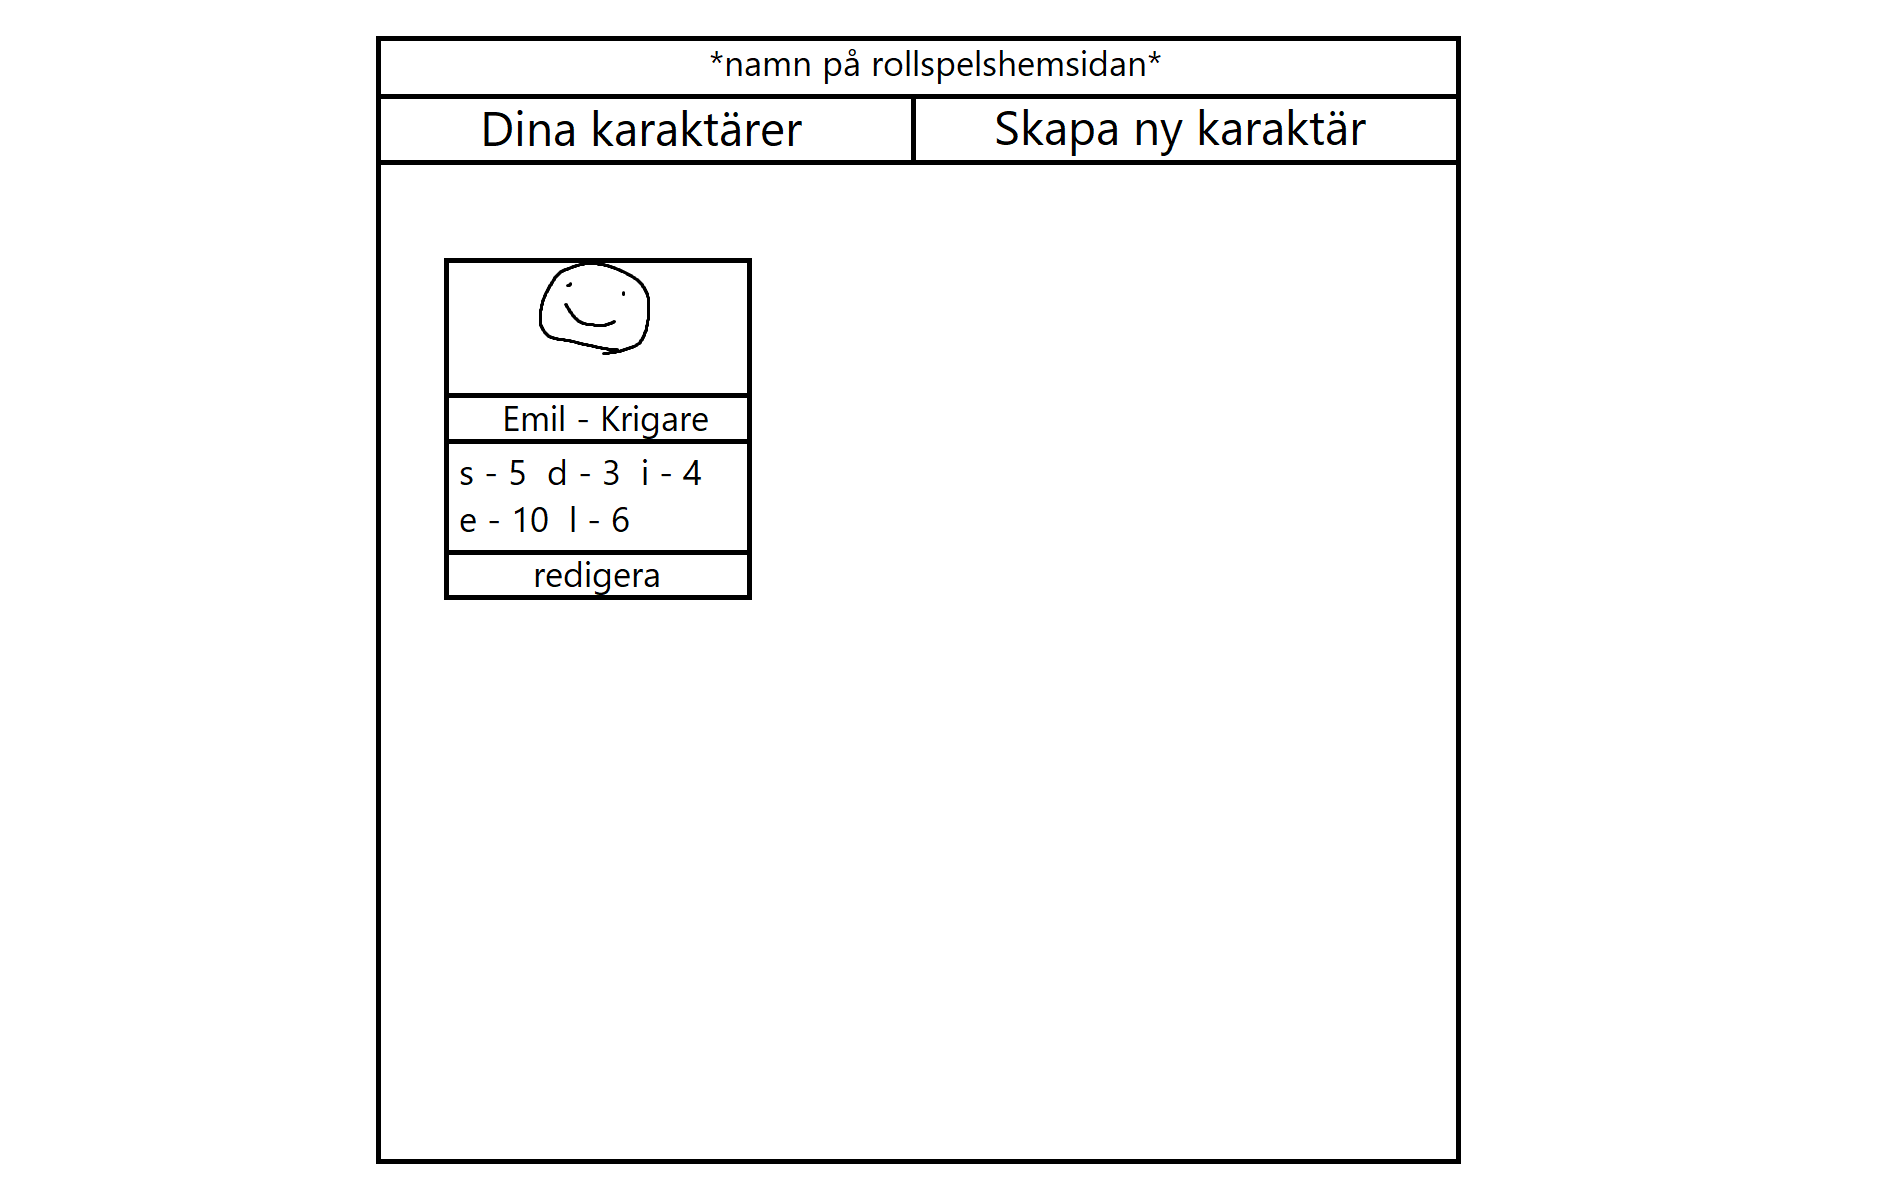 *namn på rollspelshemsidan*
Dina karaktärer
Skapa ny karaktär
Emil - Krigare
s - 5 d - 3 i - 4
e - 10 l - 6
redigera